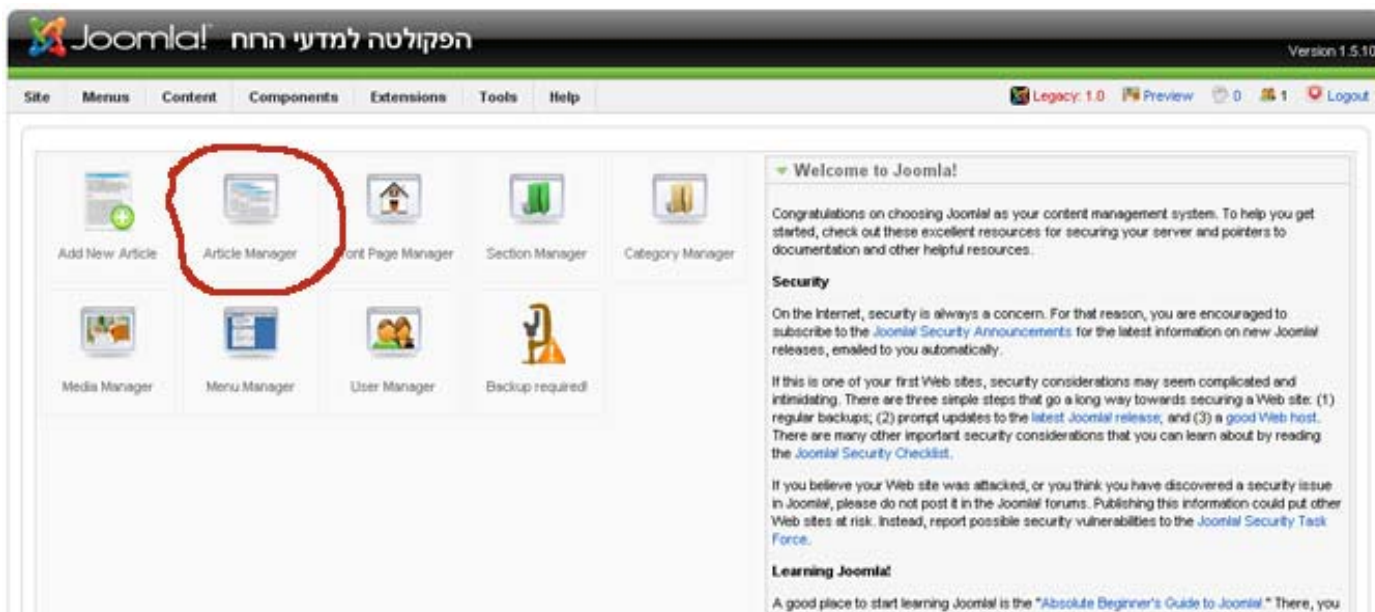 Joomla! הפקולטה למדעי הרוח
Version 1.5.10
Site Menus Content Components Extensions Tools Help
Legacy: 1.0 Preview 0 1 Logout
Add New Article
Article Manager
Page Manager
Section Manager
Category Manager
Media Manager
Menu Manager
User Manager
Backup required!
Welcome to Joomla!
Congratulations on choosing Joomla! as your content management system. To help you get
started, check out these excellent resources for securing your server and pointers to
documentation and other helpful resources.
Security
On the Internet, security is always a concern. For that reason, you are encouraged to
subscribe to the Joomla! Security Announcements for the latest information on new Joomla!
releases, emailed to you automatically.
If this is one of your first Web sites, security considerations may seem complicated and
intimidating. There are three simple steps that go a long way towards securing a Web site: (1)
regular backups; (2) prompt updates to the latest Joomla! release; and (3) a good Web host.
There are many other important security considerations that you can learn about by reading
the Joomla! Security Checklist.
If you believe your Web site was attacked, or you think you have discovered a security issue
in Joomla!, please do not post it in the Joomla! forums. Publishing this information could put other
Web sites at risk. Instead, report possible security vulnerabilities to the Joomla! Security Task
Force.
Learning Joomla!
A good place to start learning Joomla! is the "Absolute Beginner's Guide to Joomla!." There, you